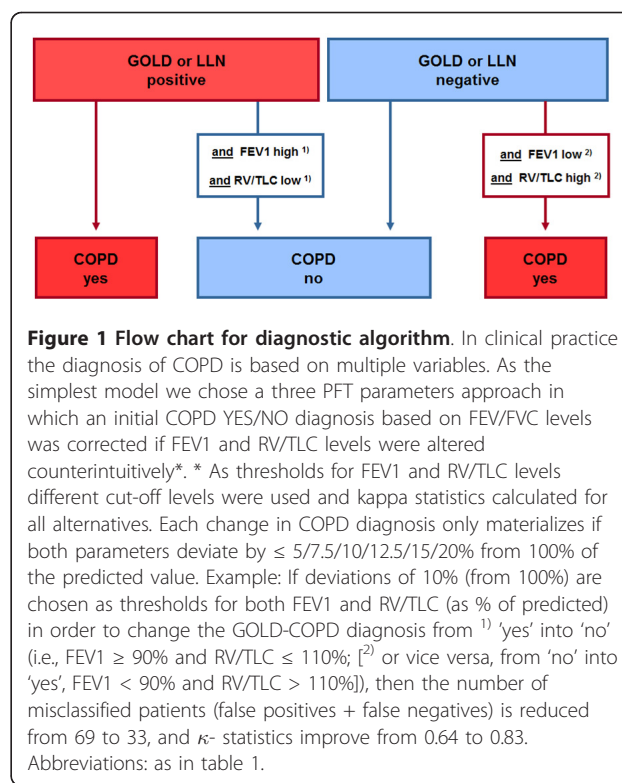 GOLD or LLN
positive
GOLD or LLN
negative
and FEV1 high ¹⁾
and RV/TLC low ¹⁾
and FEV1 low ²⁾
and RV/TLC high ²⁾
COPD
yes
COPD
no
COPD
yes
Figure 1 Flow chart for diagnostic algorithm. In clinical practice
the diagnosis of COPD is based on multiple variables. As the
simplest model we chose a three PFT parameters approach in
which an initial COPD YES/NO diagnosis based on FEV/FVC levels
was corrected if FEV1 and RV/TLC levels were altered
counterintuitively*. * As thresholds for FEV1 and RV/TLC levels
different cut-off levels were used and kappa statistics calculated for
all alternatives. Each change in COPD diagnosis only materializes if
both parameters deviate by ≤ 5/7.5/10/12.5/15/20% from 100% of
the predicted value. Example: If deviations of 10% (from 100%) are
chosen as thresholds for both FEV1 and RV/TLC (as % of predicted)
in order to change the GOLD-COPD diagnosis from ¹⁾ 'yes' into 'no'
(i.e., FEV1 ≥ 90% and RV/TLC ≤ 110%; [²⁾ or vice versa, from 'no' into
'yes', FEV1 < 90% and RV/TLC > 110%]), then the number of
misclassified patients (false positives + false negatives) is reduced
from 69 to 33, and κ- statistics improve from 0.64 to 0.83.
Abbreviations: as in table 1.